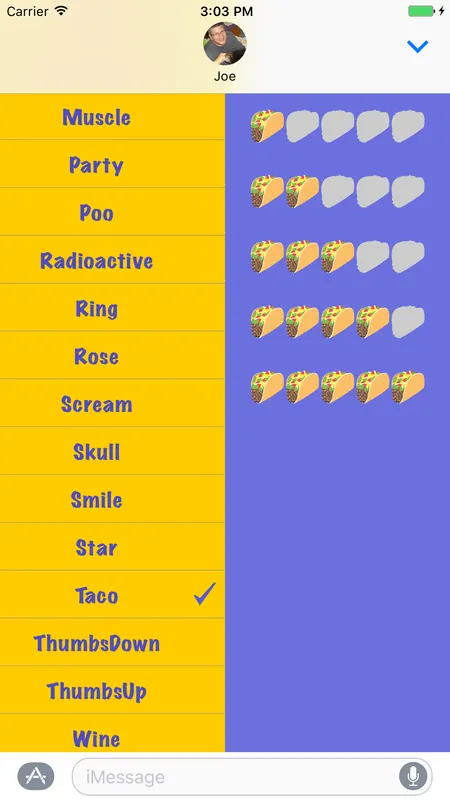 Carrier 3:03 PM
Joe
Muscle
Party
Poo
Radioactive
Ring
Rose
Scream
Skull
Smile
Star
Taco
ThumbsDown
ThumbsUp
Wine
iMessage